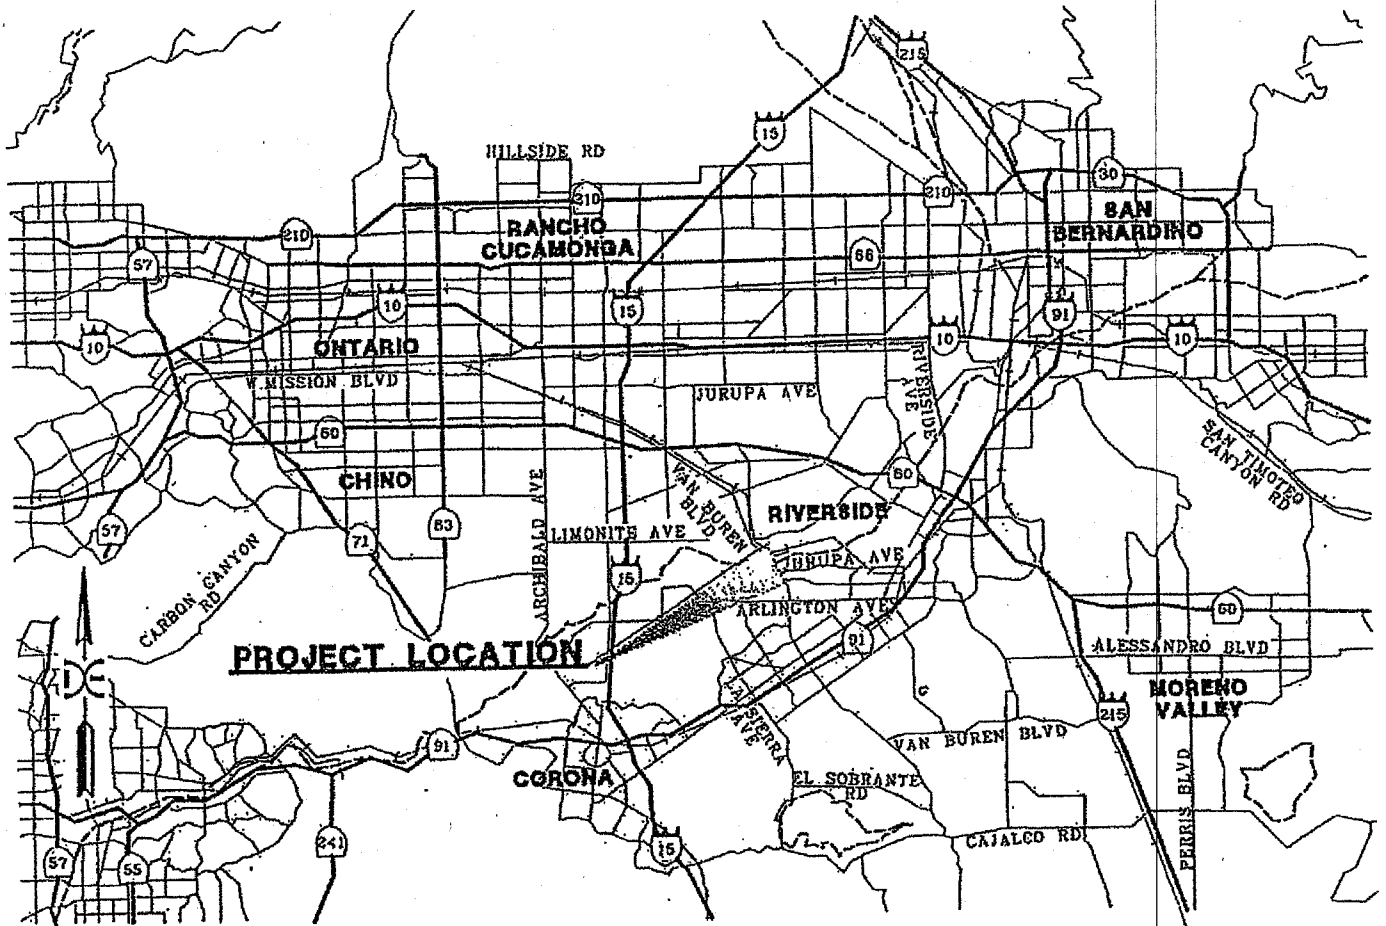 215
15
HILLSIDE RD
30
210
210
SAN
BERNARDINO
RANCHO
CUCAMONGA
210
57
66
10
15
91
10
ONTARIO
10
10
W.MISSION BLVD
JURUPA AVE
RIVERSIDE
AVE
60
SAN TIMOTEO
CANYON RD
CHINO
60
VAN BUREN
BLVD
RIVERSIDE
57
71
83
ARCHIBALD AVE
LIMONITE AVE
JURUPA AVE
CARBON CANYON
RD
15
ARLINGTON AVE
60
PROJECT LOCATION
91
ALESSANDRO BLVD
MORENO
VALLEY
LA SIERRA
AVE
215
VAN BUREN BLVD
91
CORONA
EL SOBRANTE
RD
PERRIS BLVD
CAJALCO RD
241
15
57
55